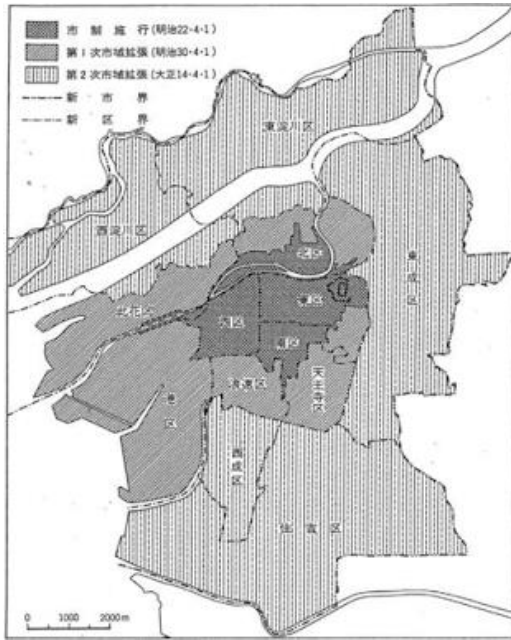 市制施行(明治22・4・1)
第1次市域拡張(明治30・4・1)
第2次市域拡張(大正14・4・1)
新市界
新区界
東淀川区
西淀川区
北区
東成区
此花区
東区
西区
南区
港区
浪速区
天王寺区
西成区
住吉区
0 1000 2000m